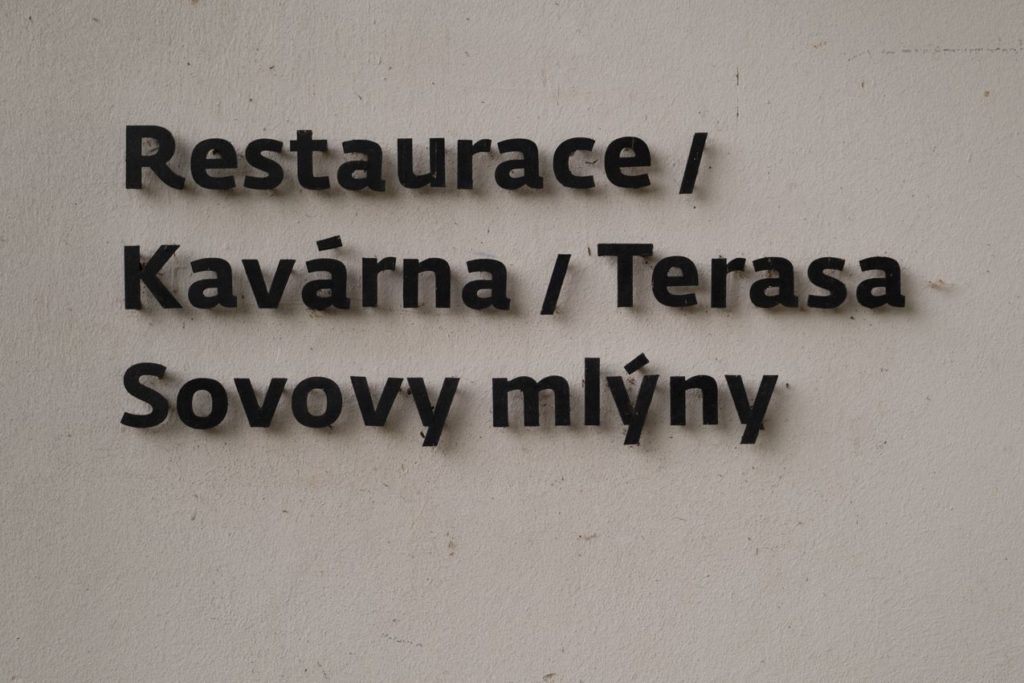 Restaurace /
Kavárna / Terasa
Sovovy mlýny